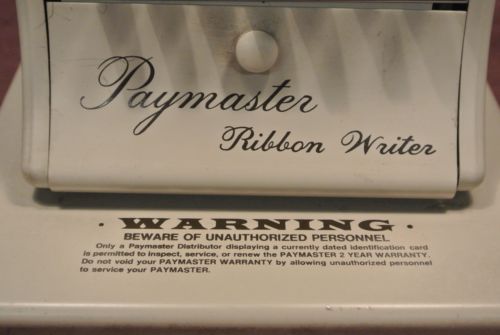 Paymaster
Ribbon Writer
· WARNING ·
BEWARE OF UNAUTHORIZED PERSONNEL
Only a Paymaster Distributor displaying a currently dated identification card
is permitted to inspect, service, or renew the PAYMASTER 2 YEAR WARRANTY.
Do not void your PAYMASTER WARRANTY by allowing unauthorized personnel
to service your PAYMASTER.